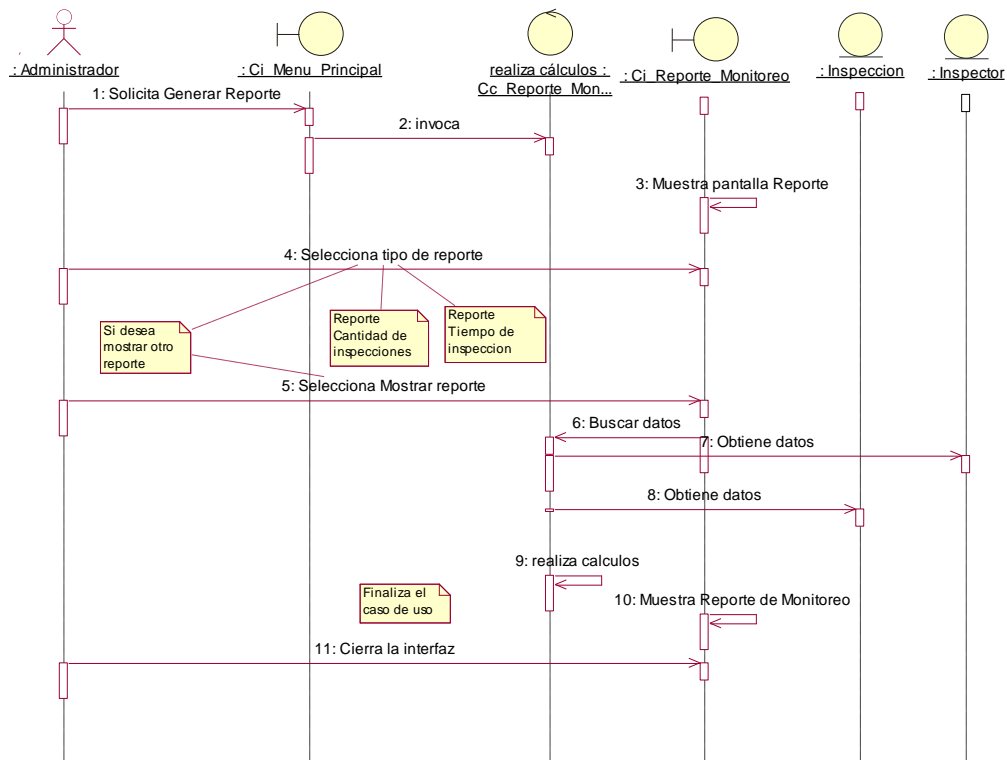 : Administrador
: Ci_Menu_Principal
realiza cálculos :
Cc_Reporte_Mon...
: Ci_Reporte_Monitoreo
: Inspeccion
: Inspector
1: Solicita Generar Reporte
2: invoca
3: Muestra pantalla Reporte
4: Selecciona tipo de reporte
Si desea
mostrar otro
reporte
Reporte
Cantidad de
inspecciones
Reporte
Tiempo de
inspeccion
5: Selecciona Mostrar reporte
6: Buscar datos
7: Obtiene datos
8: Obtiene datos
9: realiza calculos
Finaliza el
caso de uso
10: Muestra Reporte de Monitoreo
11: Cierra la interfaz